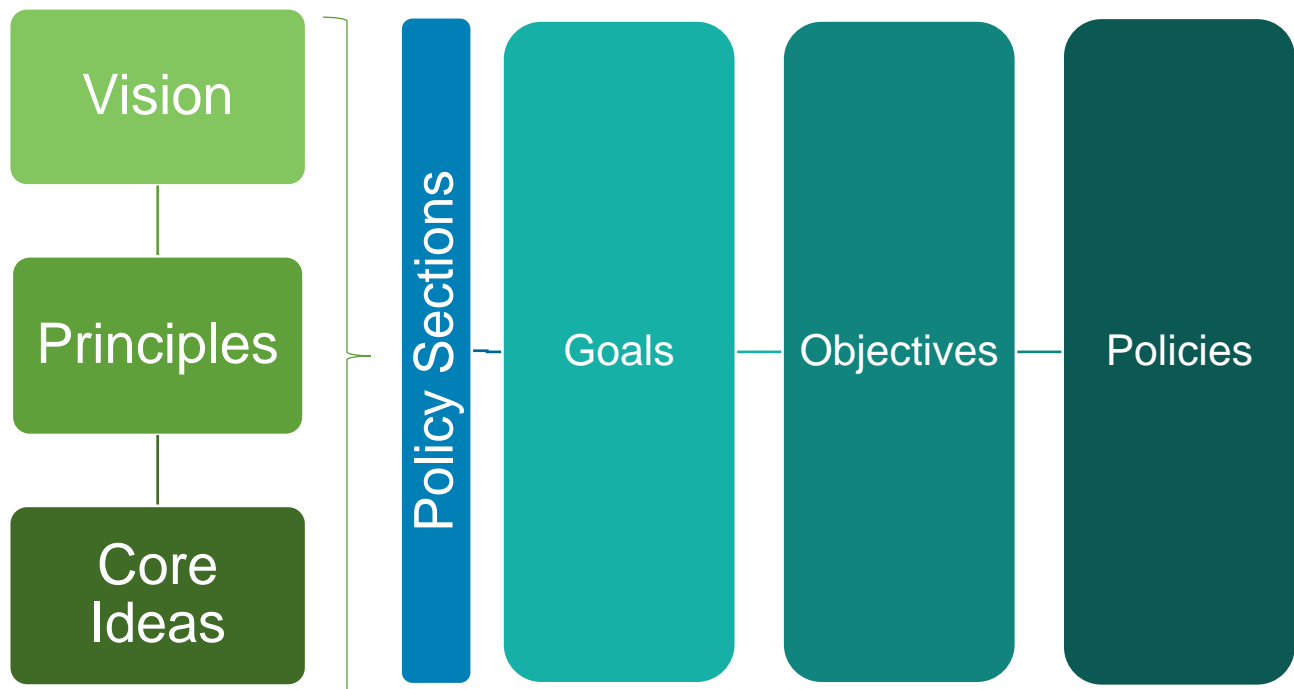 Vision
Principles
Core
Ideas
Policy Sections
Goals
Objectives
Policies